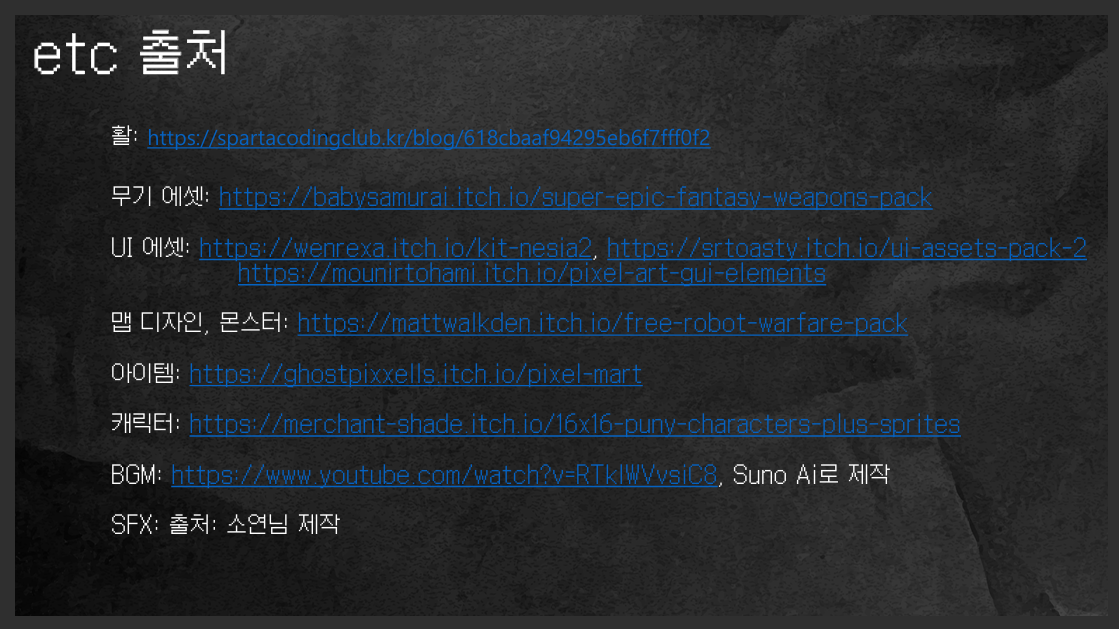 etc 출처
활: https://spartacodingclub.kr/blog/618cbaaf94295eb6f7fff0f2
무기 에셋: https://babysamurai.itch.io/super-epic-fantasy-weapons-pack
UI 에셋: https://wenrexa.itch.io/kit-nesia2, https://srtoasty.itch.io/ui-assets-pack-2
https://mounirtohami.itch.io/pixel-art-gui-elements
맵 디자인, 몬스터: https://mattwalkden.itch.io/free-robot-warfare-pack
아이템: https://ghostpixxells.itch.io/pixel-mart
캐릭터: https://merchant-shade.itch.io/16x16-puny-characters-plus-sprites
BGM: https://www.youtube.com/watch?v=RTklWVvsiC8, Suno Ai로 제작
SFX: 출처: 소연님 제작